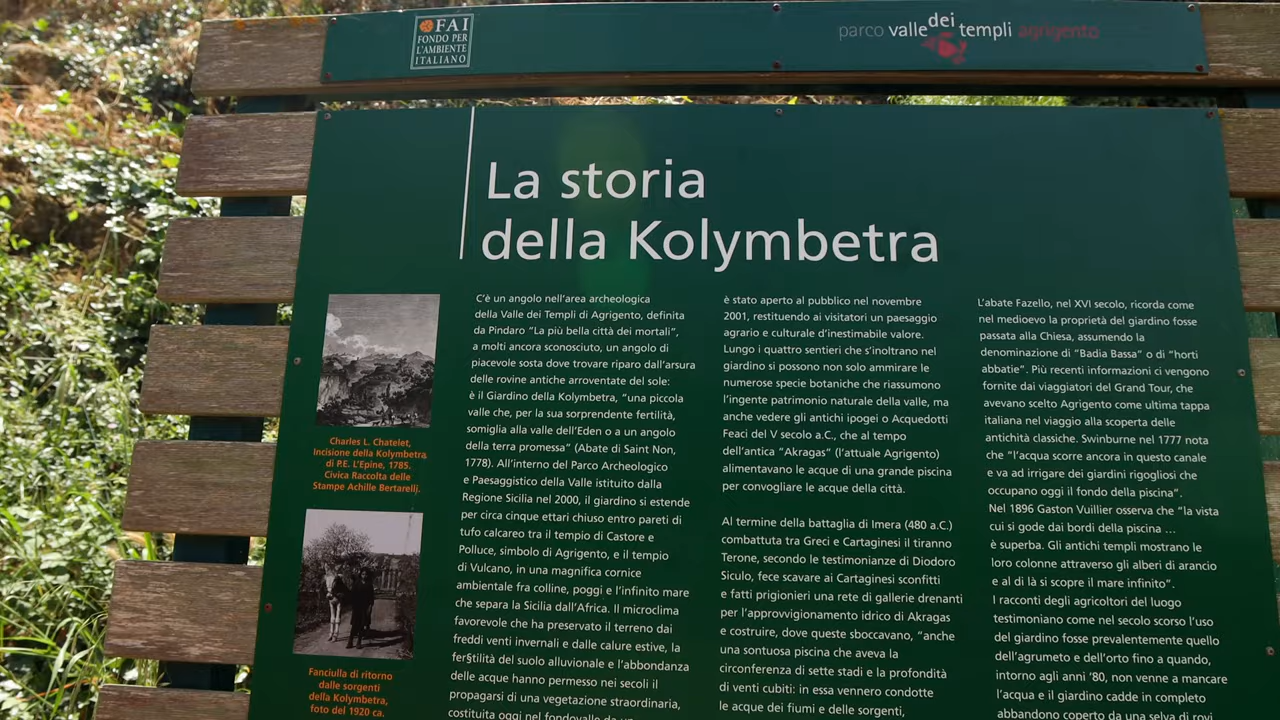 FAI
FONDO PER
L'AMBIENTE
ITALIANO
parco valle dei templi agrigento
La storia
della Kolymbetra
Charles L. Chatelet,
Incisione della Kolymbetra,
di P.E. L'Epine, 1785.
Civica Raccolta delle
Stampe Achille Bertarellij.
Fanciulla di ritorno
dalle sorgenti
della Kolymbetra,
foto del 1920 ca.
C'è un angolo nell'area archeologica
della Valle dei Templi di Agrigento, definita
da Pindaro "La più bella città dei mortali",
a molti ancora sconosciuto, un angolo di
piacevole sosta dove trovare riparo dall'arsura
delle rovine antiche arroventate del sole:
è il Giardino della Kolymbetra, "una piccola
valle che, per la sua sorprendente fertilità,
somiglia alla valle dell'Eden o a un angolo
della terra promessa" (Abate di Saint Non,
1778). All'interno del Parco Archeologico
e Paesaggistico della Valle istituito dalla
Regione Sicilia nel 2000, il giardino si estende
per circa cinque ettari chiuso entro pareti di
tufo calcareo tra il tempio di Castore e
Polluce, simbolo di Agrigento, e il tempio
di Vulcano, in una magnifica cornice
ambientale fra colline, poggi e l'infinito mare
che separa la Sicilia dall'Africa. Il microclima
favorevole che ha preservato il terreno dai
freddi venti invernali e dalle calure estive, la
fer§tilità del suolo alluvionale e l'abbondanza
delle acque hanno permesso nei secoli il
propagarsi di una vegetazione straordinaria,
costituita oggi nel fondovalle da un
è stato aperto al pubblico nel novembre
2001, restituendo ai visitatori un paesaggio
agrario e culturale d'inestimabile valore.
Lungo i quattro sentieri che s'inoltrano nel
giardino si possono non solo ammirare le
numerose specie botaniche che riassumono
l'ingente patrimonio naturale della valle, ma
anche vedere gli antichi ipogei o Acquedotti
Feaci del V secolo a.C., che al tempo
dell'antica "Akragas" (l'attuale Agrigento)
alimentavano le acque di una grande piscina
per convogliare le acque della città.
Al termine della battaglia di Imera (480 a.C.)
combattuta tra Greci e Cartaginesi il tiranno
Terone, secondo le testimonianze di Diodoro
Siculo, fece scavare ai Cartaginesi sconfitti
e fatti prigionieri una rete di gallerie drenanti
per l'approvvigionamento idrico di Akragas
e costruire, dove queste sboccavano, "anche
una sontuosa piscina che aveva la
circonferenza di sette stadi e la profondità
di venti cubiti: in essa vennero condotte
le acque dei fiumi e delle sorgenti,
L'abate Fazello, nel XVI secolo, ricorda come
nel medioevo la proprietà del giardino fosse
passata alla Chiesa, assumendo la
denominazione di "Badia Bassa" o di "horti
abbatie". Più recenti informazioni ci vengono
fornite dai viaggiatori del Grand Tour, che
avevano scelto Agrigento come ultima tappa
italiana nel viaggio alla scoperta delle
antichità classiche. Swinburne nel 1777 nota
che "l'acqua scorre ancora in questo canale
e va ad irrigare dei giardini rigogliosi che
occupano oggi il fondo della piscina".
Nel 1896 Gaston Vuillier osserva che "la vista
cui si gode dai bordi della piscina ...
è superba. Gli antichi templi mostrano le
loro colonne attraverso gli alberi di arancio
e al di là si scopre il mare infinito".
I racconti degli agricoltori del luogo
testimoniano come nel secolo scorso l'uso
del giardino fosse prevalentemente quello
dell'agrumeto e dell'orto fino a quando,
intorno agli anni '80, non venne a mancare
l'acqua e il giardino cadde in completo
abbandono coperto da una selva di rovi